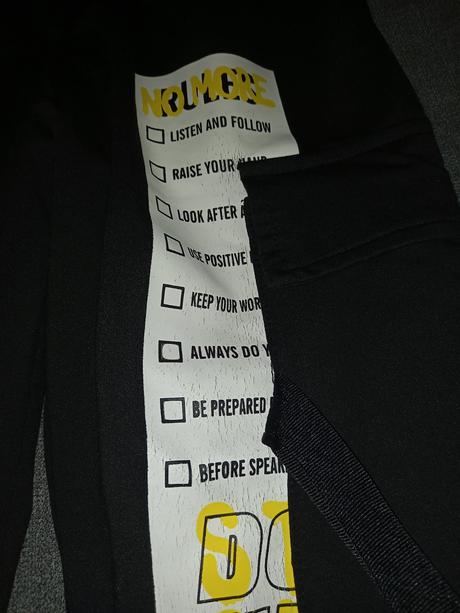 NO MORE
LISTEN AND FOLLOW
RAISE YOUR HAND
LOOK AFTER A
USE POSITIVE
KEEP YOUR WOR
ALWAYS DO Y
BE PREPARED
BEFORE SPEAK